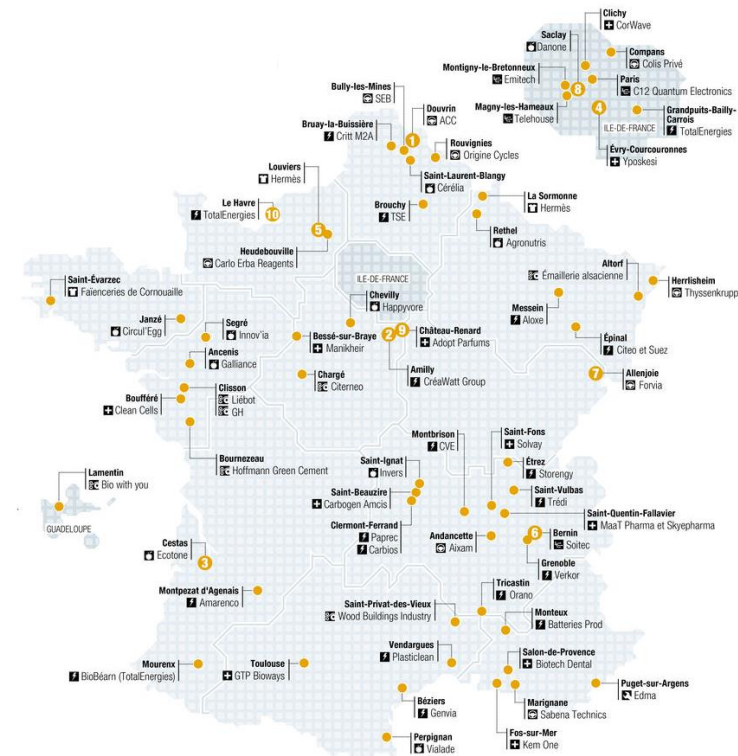 Clichy
CorWave
Saclay
Danone
Compans
Colis Privé
Montigny-le-Bretonneux
Emitech
Paris
C12 Quantum Electronics
8
Magny-les-Hameaux
Telehouse
4
Grandpuits-Bailly-
Carrois
TotalEnergies
ILE-DE-FRANCE
Évry-Courcouronnes
Yposkesi
Bully-les-Mines
SEB
Douvrin
ACC
Bruay-la-Buissière
Critt M2A
1
Rouvignies
Origine Cycles
Saint-Laurent-Blangy
Cérélia
Louviers
Hermès
Le Havre
TotalEnergies
10
Brouchy
TSE
La Sormonne
Hermès
5
Rethel
Agronutris
Heudebouville
Carlo Erba Reagents
ILE-DE-FRANCE
Altorf
Émaillerie alsacienne
Herrlisheim
Thyssenkrupp
Saint-Évarzec
Faïenceries de Cornouaille
Chevilly
Happyvore
Messein
Aloxe
Janzé
Circul'Egg
Segré
Innov'ia
Bessé-sur-Braye
Manikheir
2
9
Château-Renard
Adopt Parfums
Épinal
Citeo et Suez
Ancenis
Galliance
Chargé
Citerneo
Amilly
CréaWatt Group
7
Allenjoie
Forvia
Clisson
Liébot
GH
Boufféré
Clean Cells
Bournezeau
Hoffmann Green Cement
Montbrison
CVE
Saint-Fons
Solvay
Saint-Ignat
Invers
Étrez
Storengy
Lamentin
Bio with you
GUADELOUPE
Saint-Beauzire
Carbogen Amcis
Saint-Vulbas
Trédi
Saint-Quentin-Fallavier
MaaT Pharma et Skyepharma
Clermont-Ferrand
Paprec
Carbios
Andancette
Aixam
6
Bernin
Soitec
Cestas
Ecotone
3
Grenoble
Verkor
Tricastin
Orano
Montpezat d'Agenais
Amarenco
Saint-Privat-des-Vieux
Wood Buildings Industry
Monteux
Batteries Prod
Vendargues
Plasticlean
Salon-de-Provence
Biotech Dental
Mourenx
BioBéarn (TotalEnergies)
Toulouse
GTP Bioways
Béziers
Genvia
Puget-sur-Argens
Edma
Marignane
Sabena Technics
Fos-sur-Mer
Kem One
Perpignan
Vialade